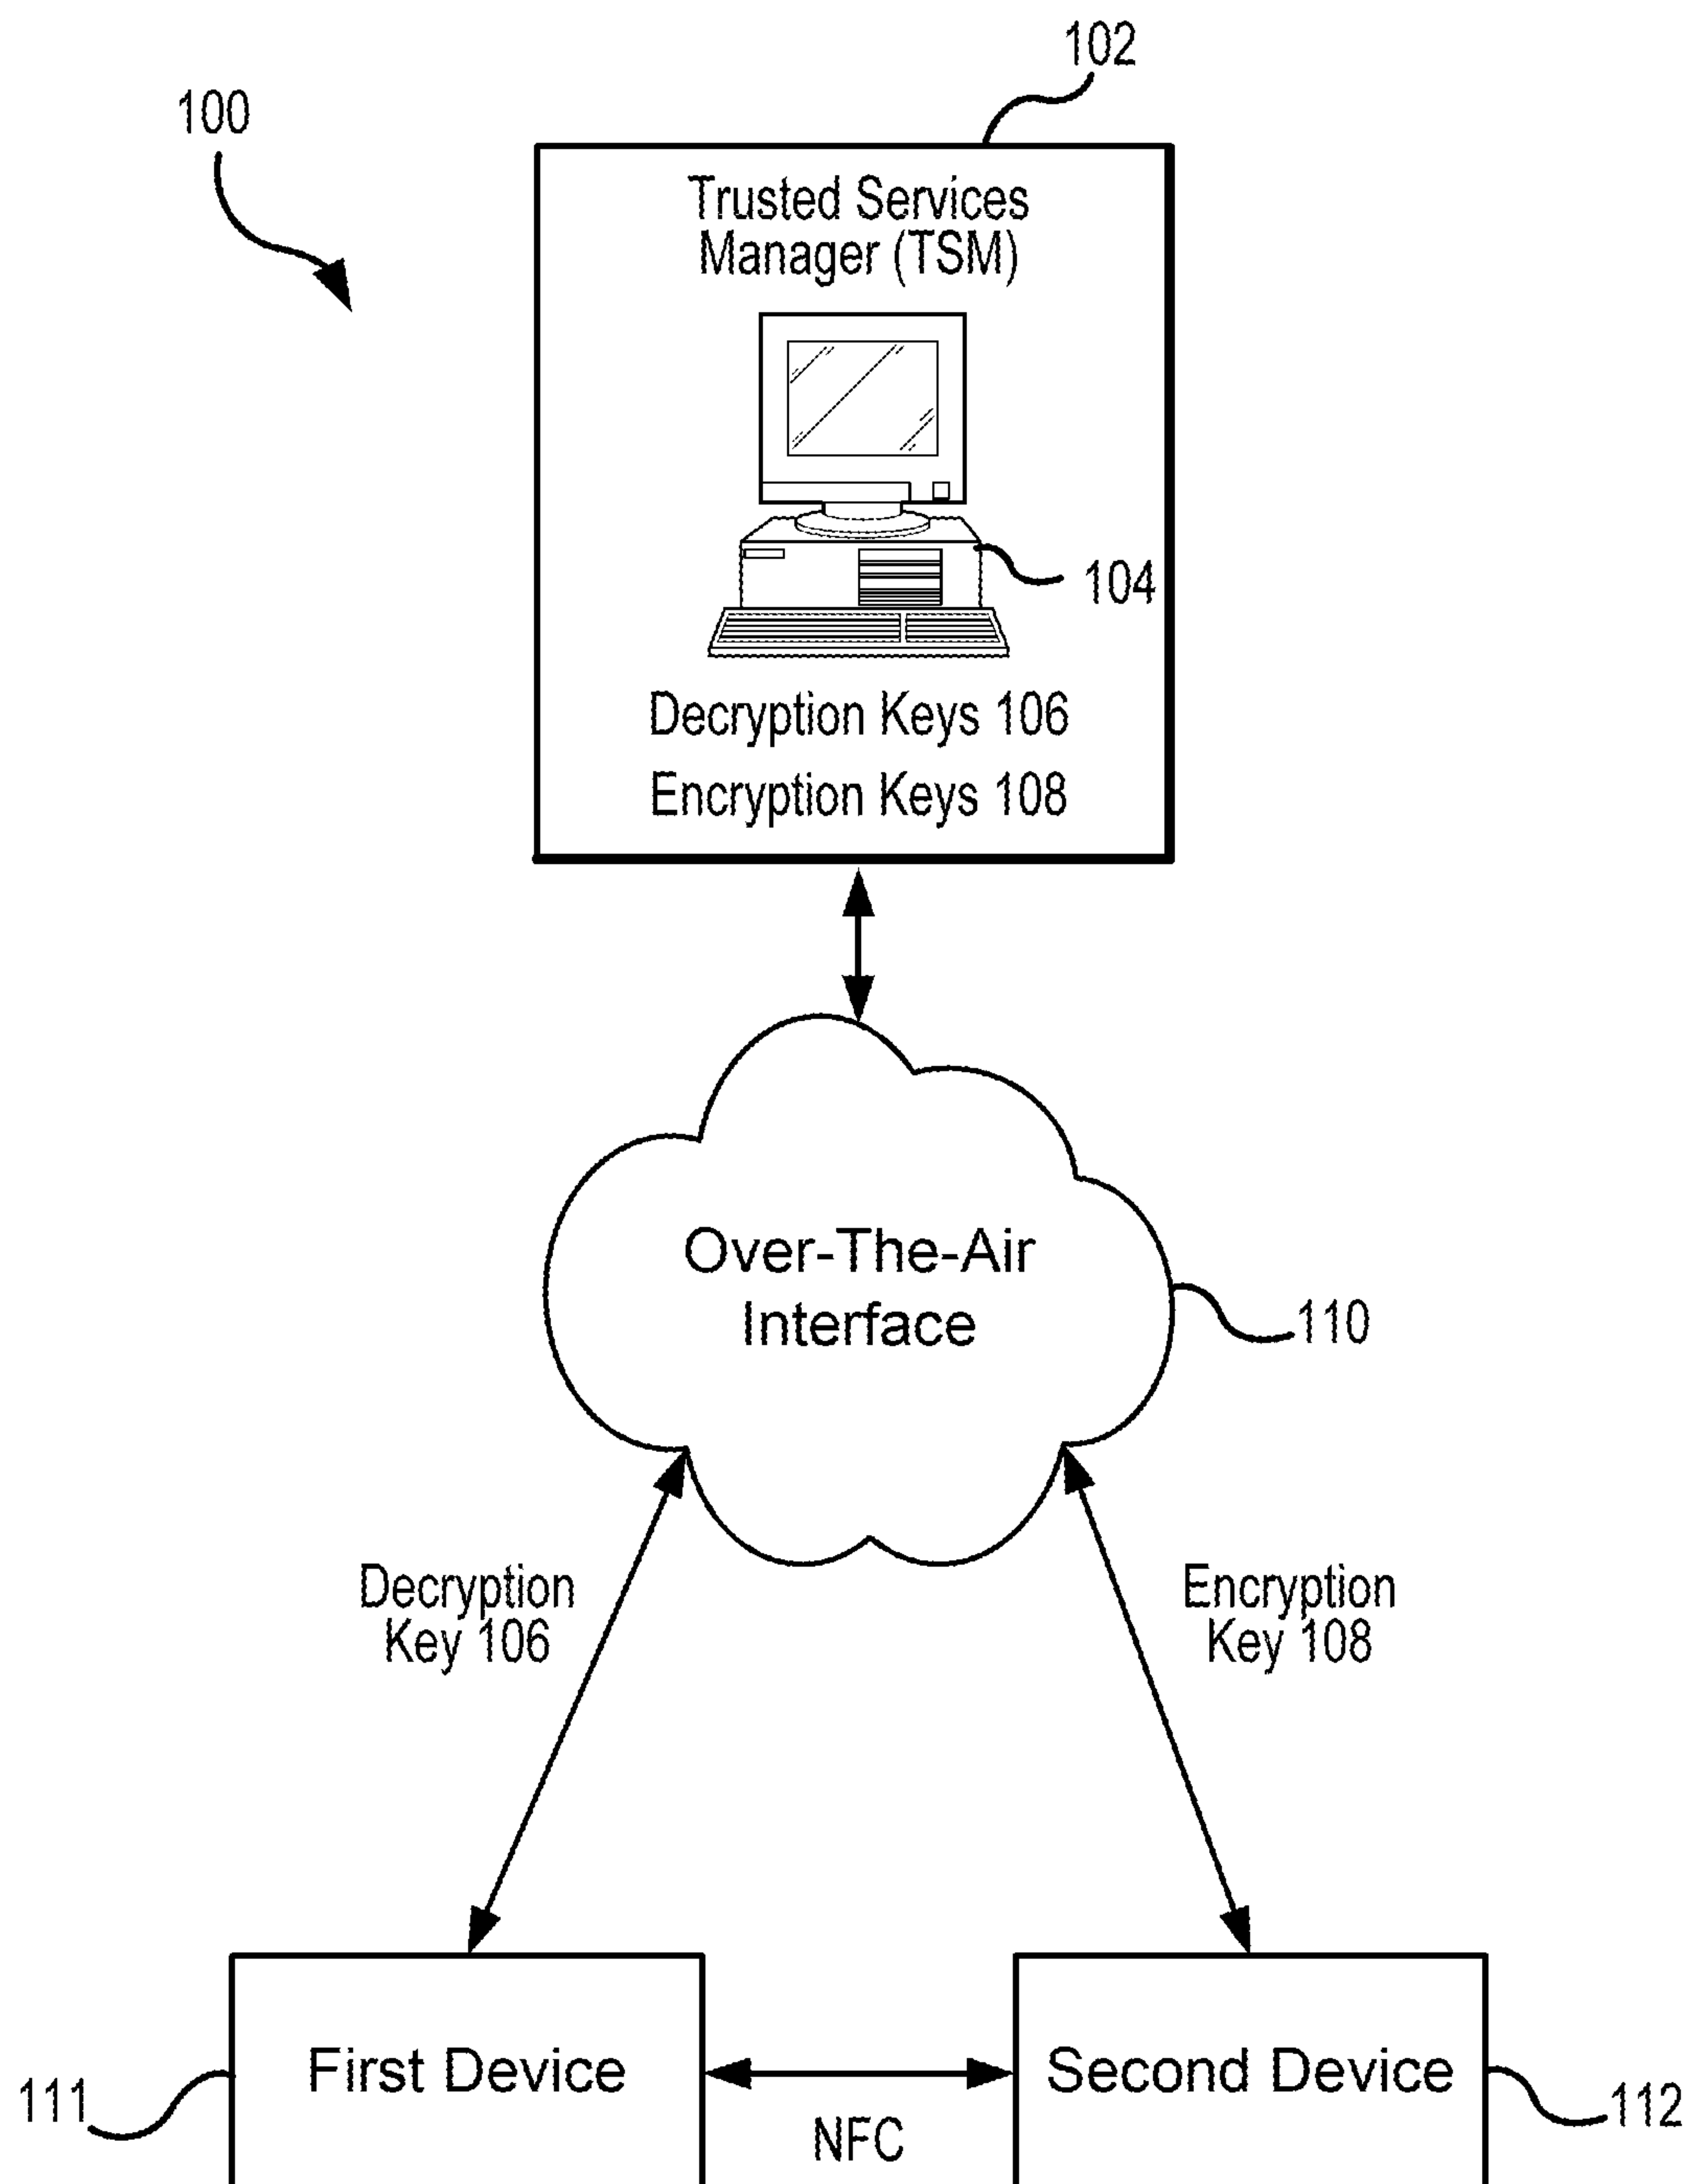 102
100
Trusted Services
Manager (TSM)
104
Decryption Keys 106
Encryption Keys 108
Over-The-Air
Interface
110
Decryption
Key 106
Encryption
Key 108
First Device
Second Device
111
NFC
112